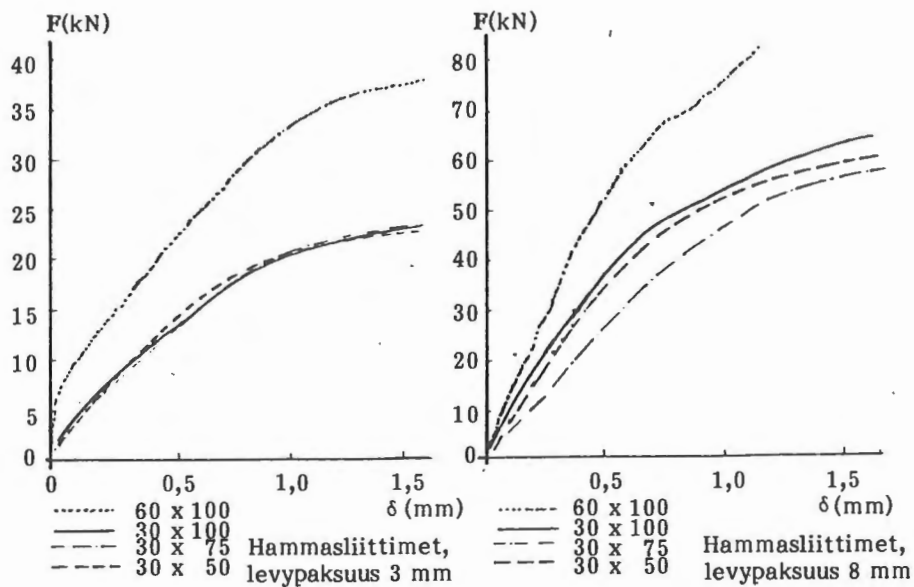 F(kN)
40
35
30
25
20
15
10
5
0
0
0,5
1,0
1,5
δ (mm)
60 x 100
30 x 100
30 x 75
30 x 50
Hammasliittimet,
levypaksuus 3 mm
F(kN)
80
70
60
50
40
30
20
10
0
0
0,5
1,0
1,5
δ(mm)
60 x 100
30 x 100
30 x 75
30 x 50
Hammasliittimet,
levypaksuus 8 mm